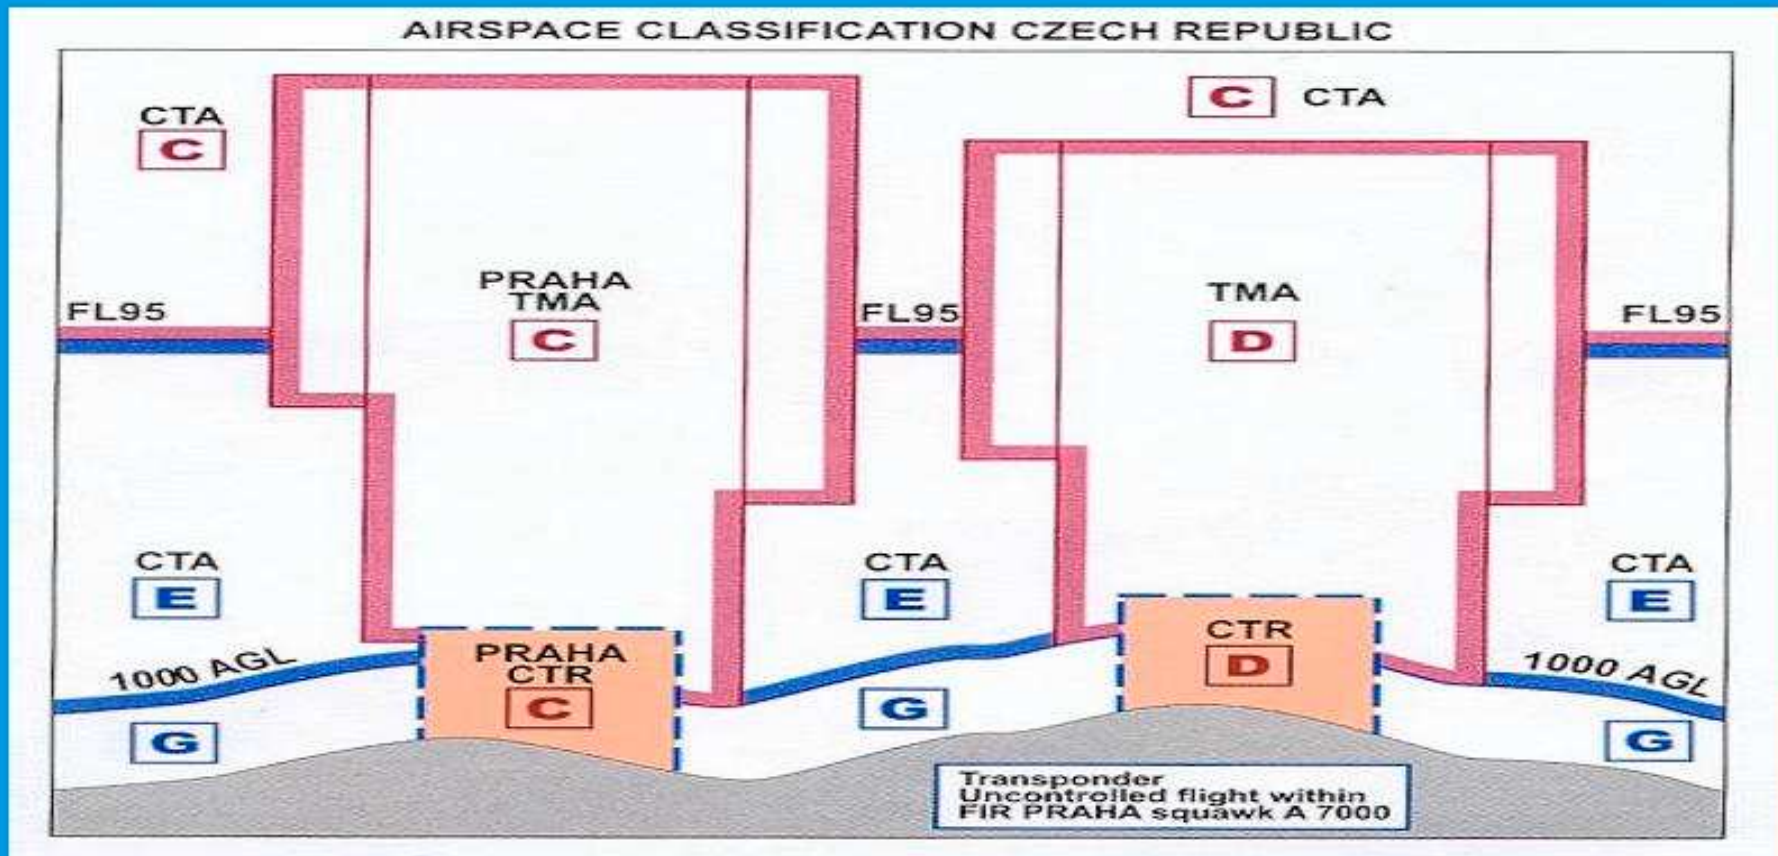 AIRSPACE CLASSIFICATION CZECH REPUBLIC
C CTA
CTA
C
PRAHA
TMA
C
TMA
D
FL95
FL95
FL95
CTA
E
CTA
E
CTA
E
PRAHA
CTR
C
CTR
D
1000 AGL
1000 AGL
G
G
G
Transponder
Uncontrolled flight within
FIR PRAHA squawk A 7000